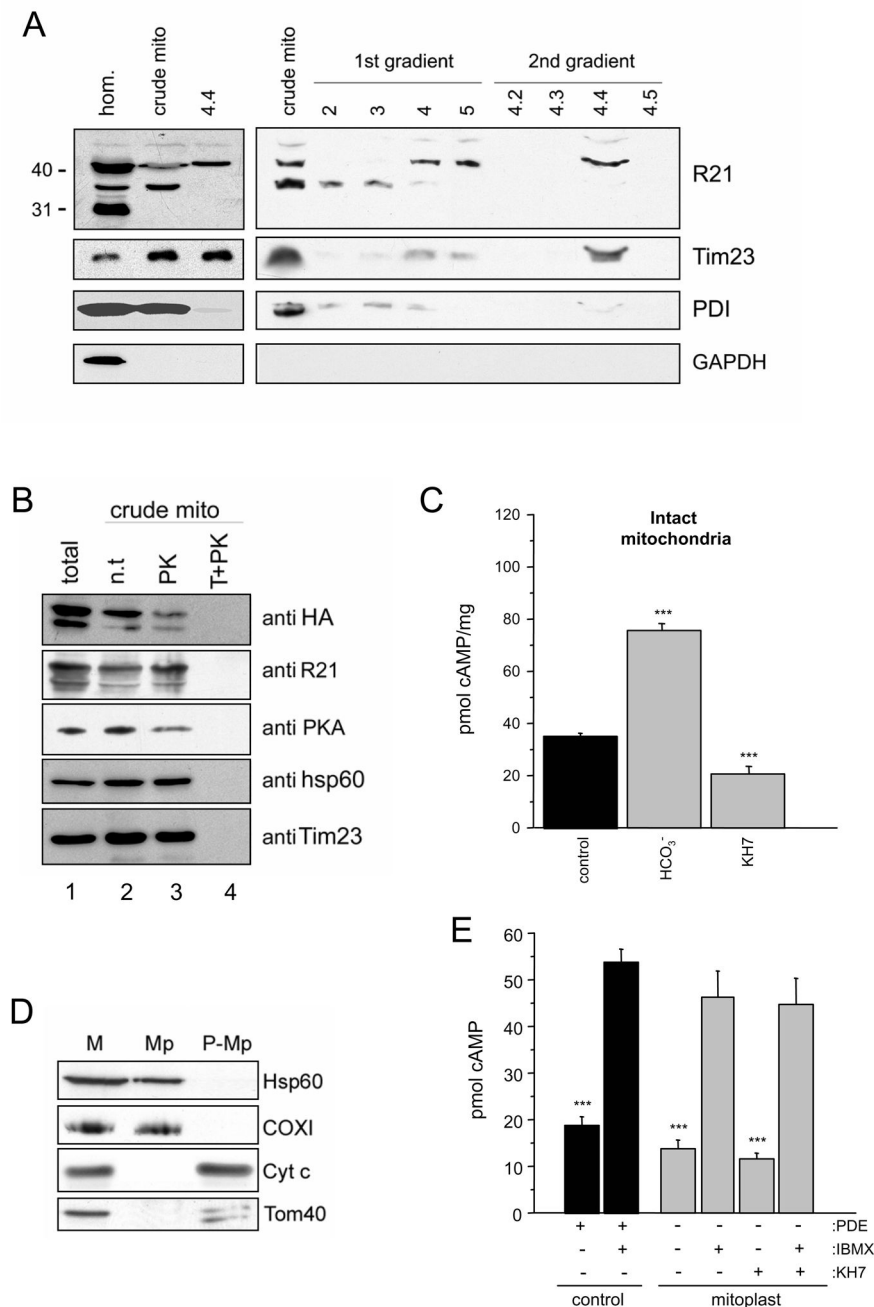 A
hom.
crude mito
4.4
crude mito
1st gradient
2nd gradient
2
3
4
5
4.2
4.3
4.4
4.5
40 -
31 -
R21
Tim23
PDI
GAPDH
B
crude mito
total
n.t
PK
T+PK
anti HA
anti R21
anti PKA
anti hsp60
anti Tim23
1 2 3 4
C
Intact
mitochondria
pmol cAMP/mg
120
100
80
60
40
20
0
***
***
control
HCO3-
KH7
D
M Mp P-Mp
Hsp60
COXI
Cyt c
Tom40
E
pmol cAMP
60
50
40
30
20
10
0
***
***
***
+ + - - - - :PDE
- + - + - + :IBMX
- - - - + + :KH7
control mitoplast